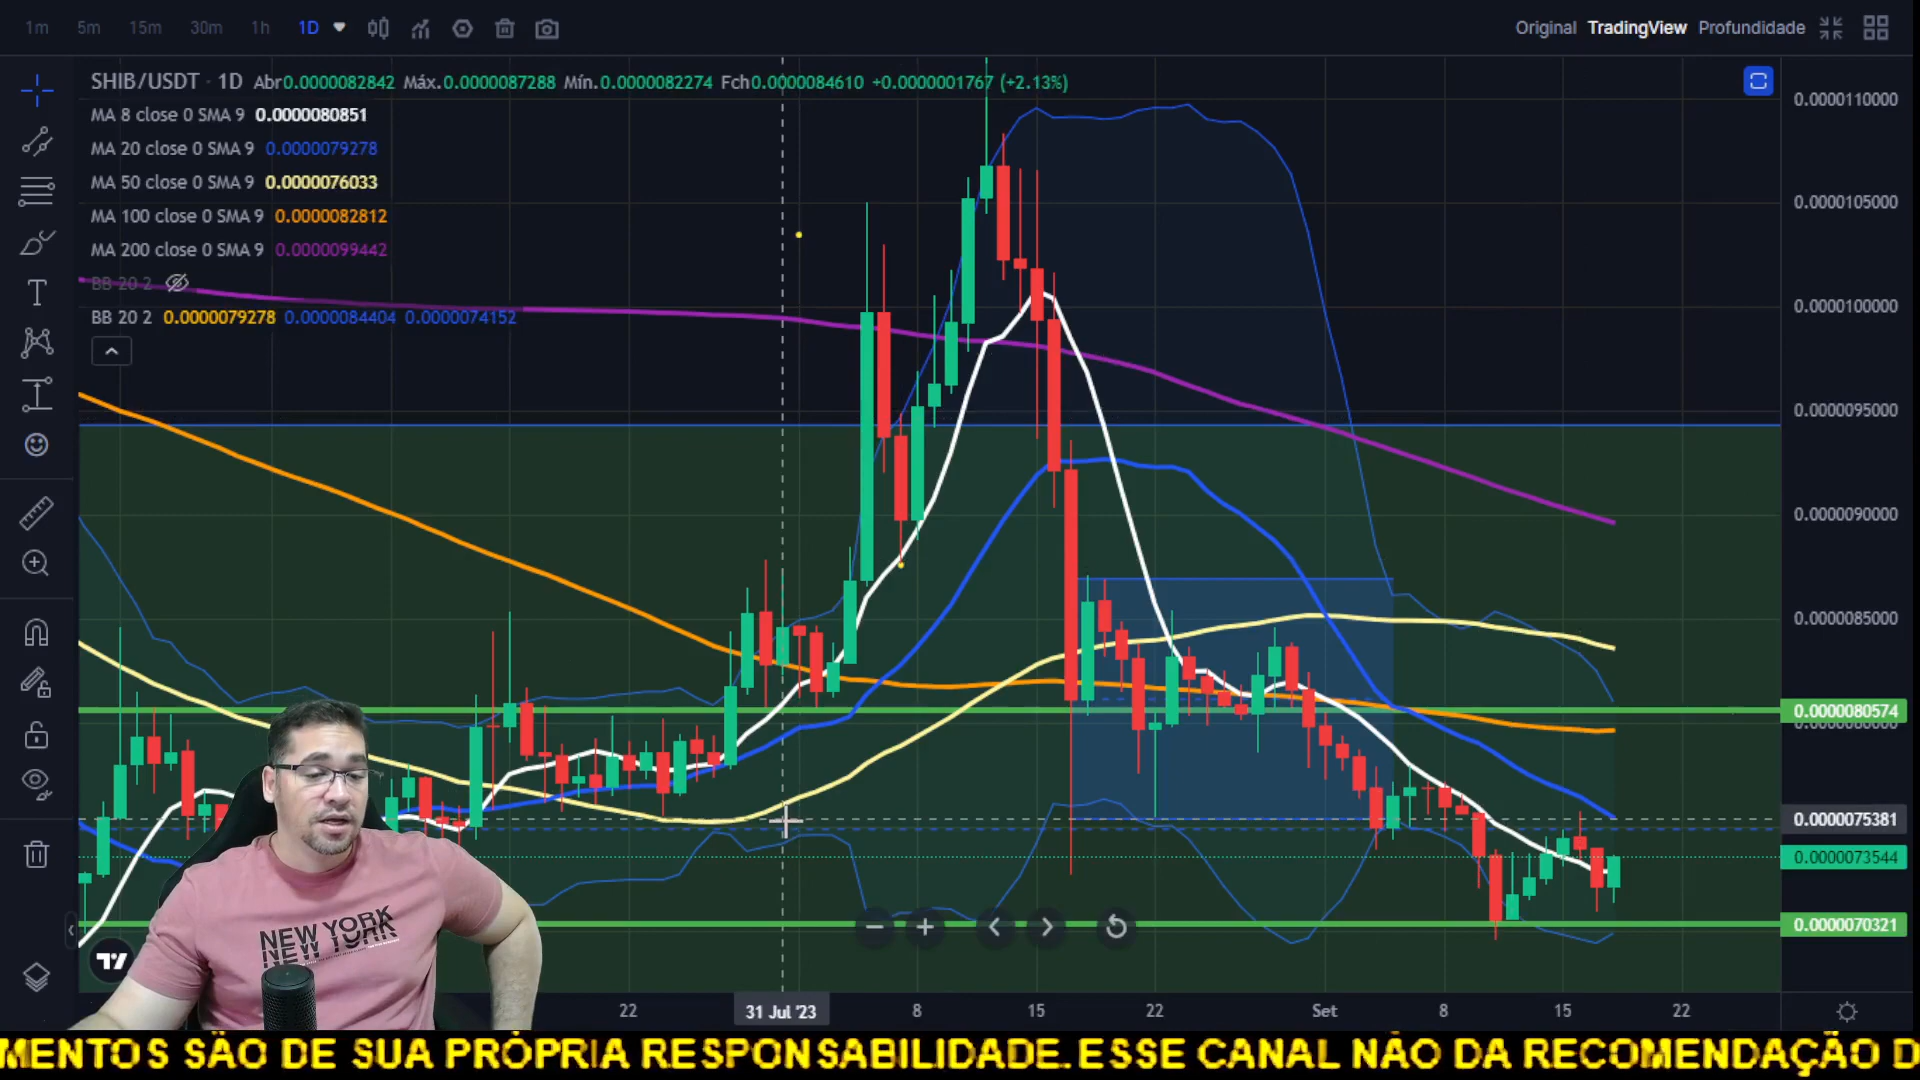 1m 5m 15m 30m 1h 1D
Original TradingView Profundidade
SHIB/USDT · 1D Abr0.0000082842 Máx.0.0000087288 Mín.0.0000082274 Fch0.0000084610 +0.0000001767 (+2.13%)
MA 8 close 0 SMA 9 0.0000080851
MA 20 close 0 SMA 9 0.0000079278
MA 50 close 0 SMA 9 0.0000076033
MA 100 close 0 SMA 9 0.0000082812
MA 200 close 0 SMA 9 0.0000099442
BB 20 2
BB 20 2 0.0000079278 0.0000084404 0.0000074152
0.0000110000
0.0000105000
0.0000100000
0.0000095000
0.0000090000
0.0000085000
0.0000080574
0.0000080000
0.0000075381
0.0000073544
0.0000070321
NEW YORK
NEW YORK
22 31 Jul '23 8 15 22 Set 8 15 22
MENTOS SÃO DE SUA PRÓPRIA RESPONSABILIDADE. ESSE CANAL NÃO DA RECOMENDAÇÃO D